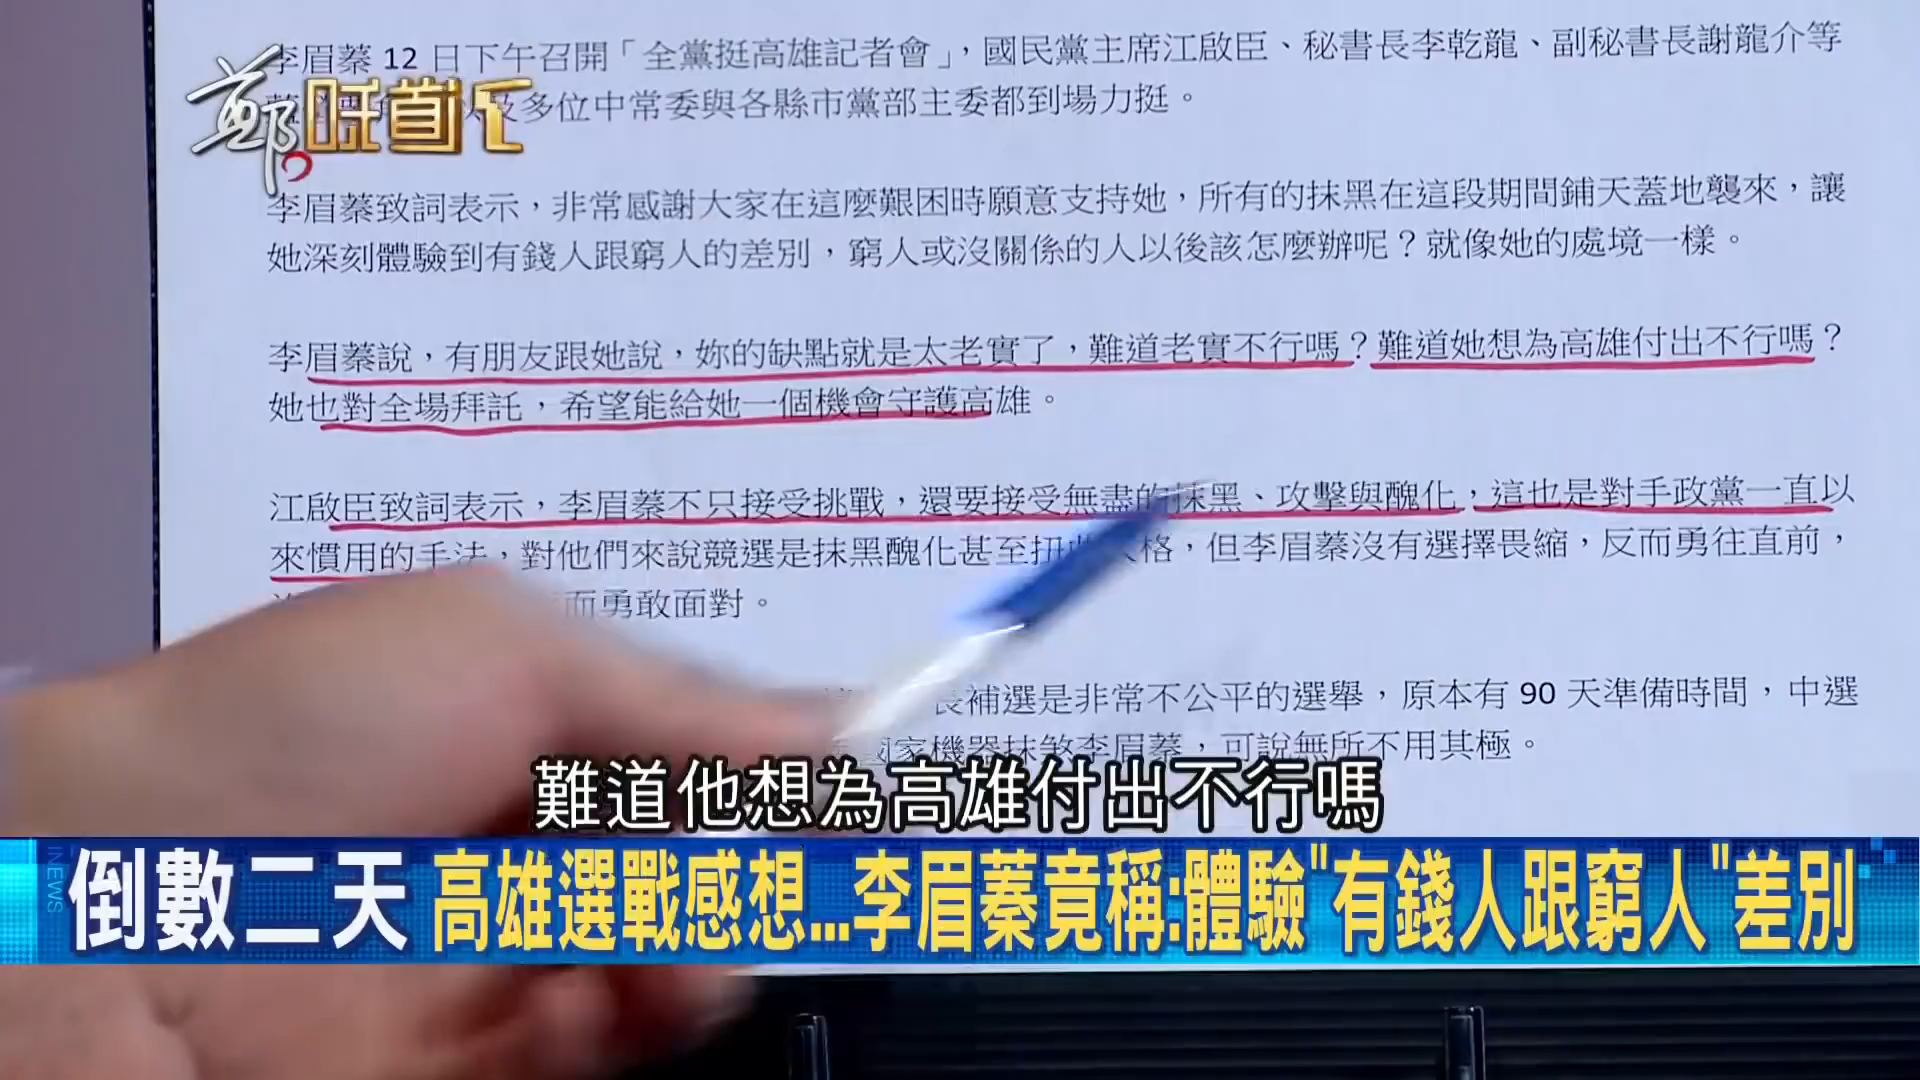 李眉蓁 12 日下午召開「全黨挺高雄記者會」，國民黨主席江啟臣、秘書長李乾龍、副秘書長謝龍介等
多位中常委與各縣市黨部主委都到場力挺。
李眉蓁致詞表示，非常感謝大家在這麼艱困時願意支持她，所有的抹黑在這段期間鋪天蓋地襲來，讓
她深刻體驗到有錢人跟窮人的差別，窮人或沒關係的人以後該怎麼辦呢？就像她的處境一樣。
李眉蓁說，有朋友跟她說，妳的缺點就是太老實了，難道老實不行嗎？難道她想為高雄付出不行嗎？
她也對全場拜託，希望能給她一個機會守護高雄。
江啟臣致詞表示，李眉蓁不只接受挑戰，還要接受無盡的抹黑、攻擊與醜化，這也是對手政黨一直以
來慣用的手法，對他們來說競選是抹黑醜化甚至扭 格，但李眉蓁沒有選擇畏縮，反而勇往直前，
而勇敢面對。
長補選是非常不公平的選舉，原本有 90 天準備時間，中選
國家機器抹煞李眉蓁，可說無所不用其極。
難道他想為高雄付出不行嗎
倒數二天 高雄選戰感想...李眉蓁竟稱:體驗"有錢人跟窮人"差別